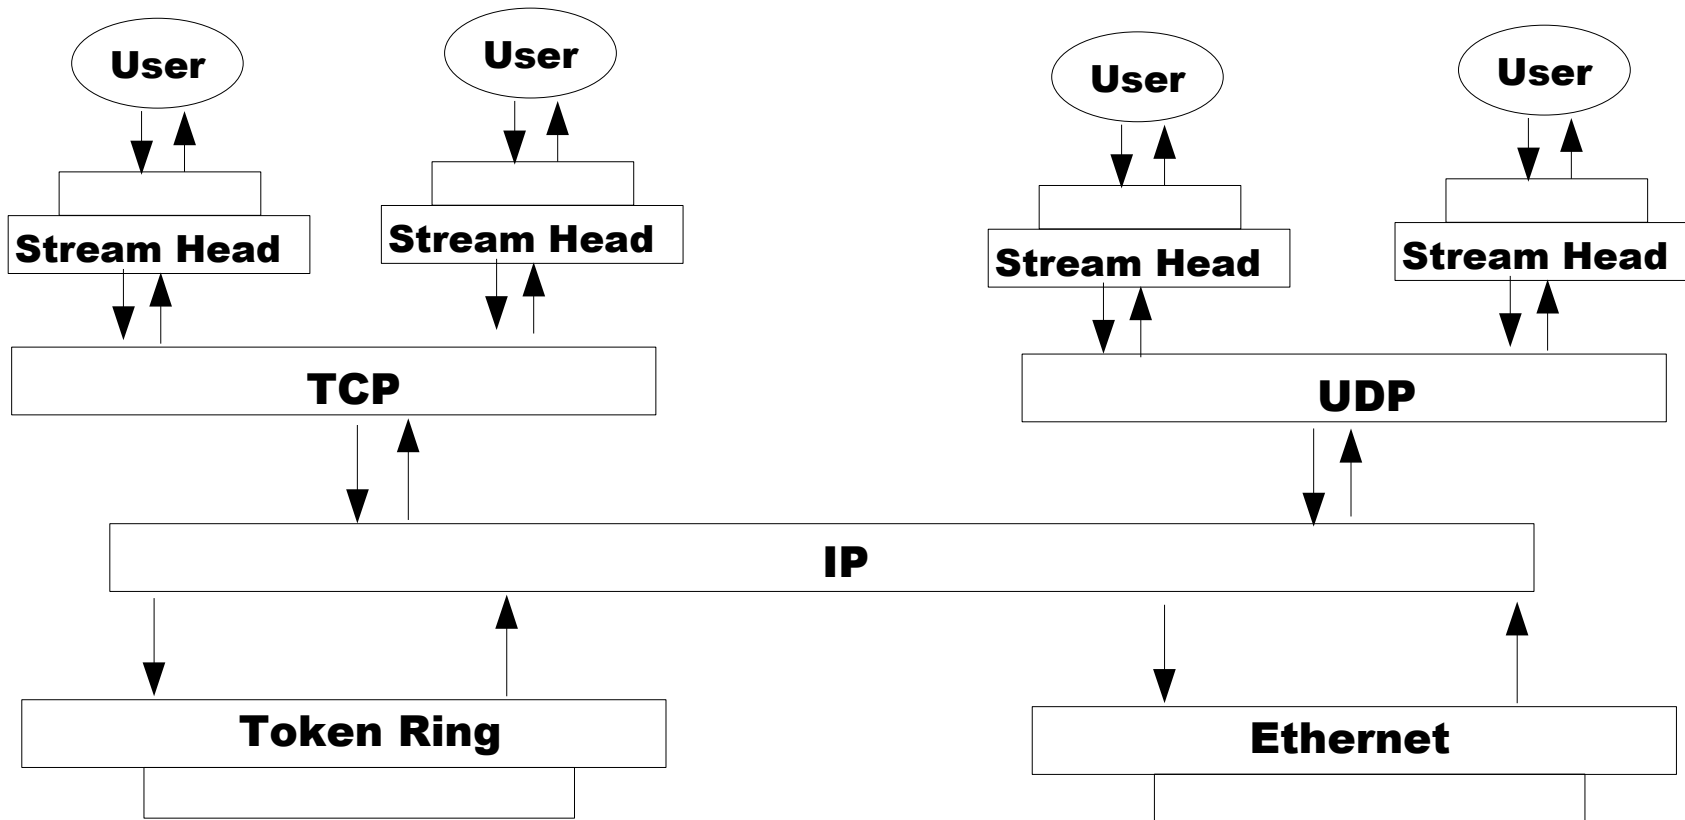 User
User
User
User
Stream Head
Stream Head
Stream Head
Stream Head
TCP
UDP
IP
Token Ring
Ethernet